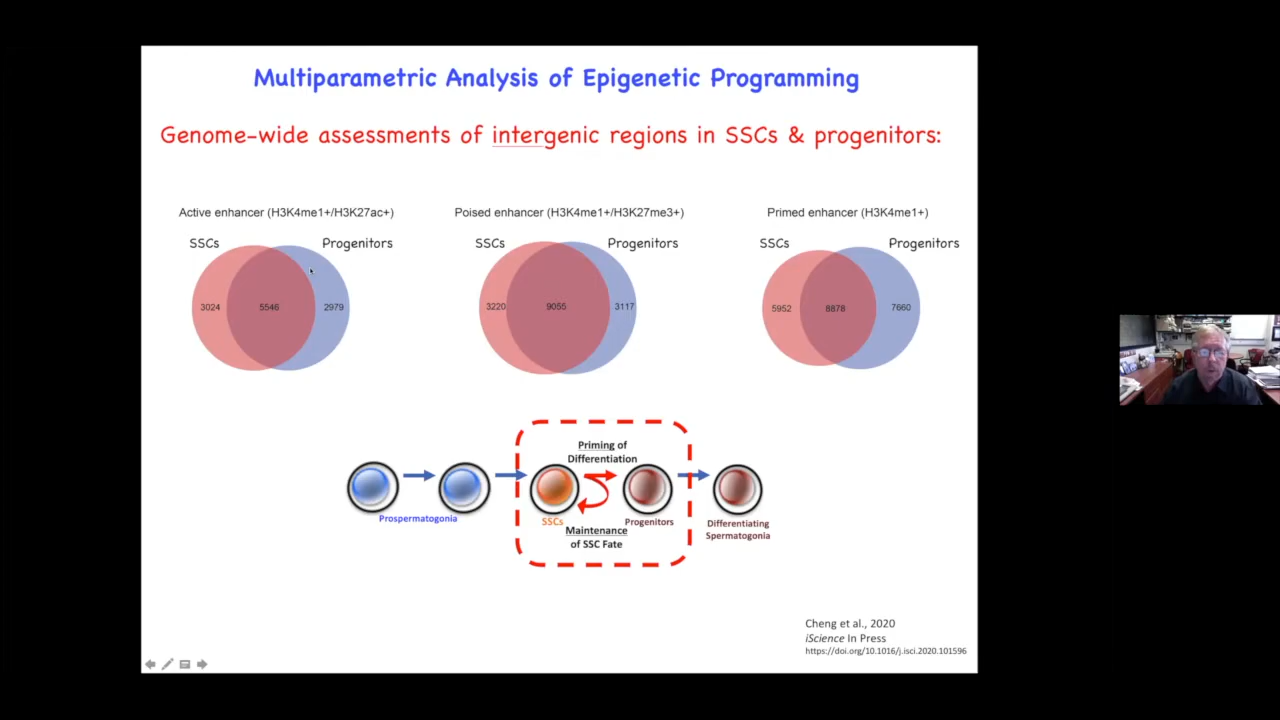 Multiparametric Analysis of Epigenetic Programming
Genome-wide assessments of intergenic regions in SSCs & progenitors:
Active enhancer (H3K4me1+/H3K27ac+)
SSCs
Progenitors
3024
5546
2979
Poised enhancer (H3K4me1+/H3K27me3+)
SSCs
Progenitors
3220
9055
3117
Primed enhancer (H3K4me1+)
SSCs
Progenitors
5952
8878
7660
Priming of
Differentiation
Prospermatogonia
SSCs
Progenitors
Maintenance
of SSC Fate
Differentiating
Spermatogonia
Cheng et al., 2020
iScience In Press
https://doi.org/10.1016/j.isci.2020.101596